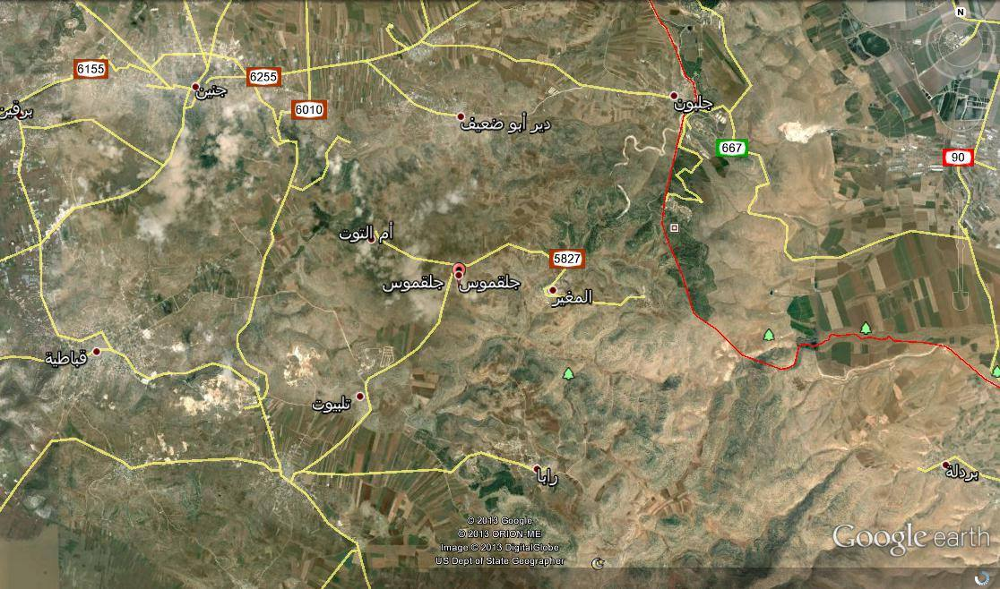 N
6155
6255
جنين
6010
برقين
جلبون
دير أبو ضعيف
667
90
أم التوت
5827
جلقموس
جلقموس
المغير
قباطية
تلبيوت
رابا
بردلة
© 2013 Google
© 2013 ORION-ME
Image © 2013 DigitalGlobe
US Dept of State Geographer
Google earth